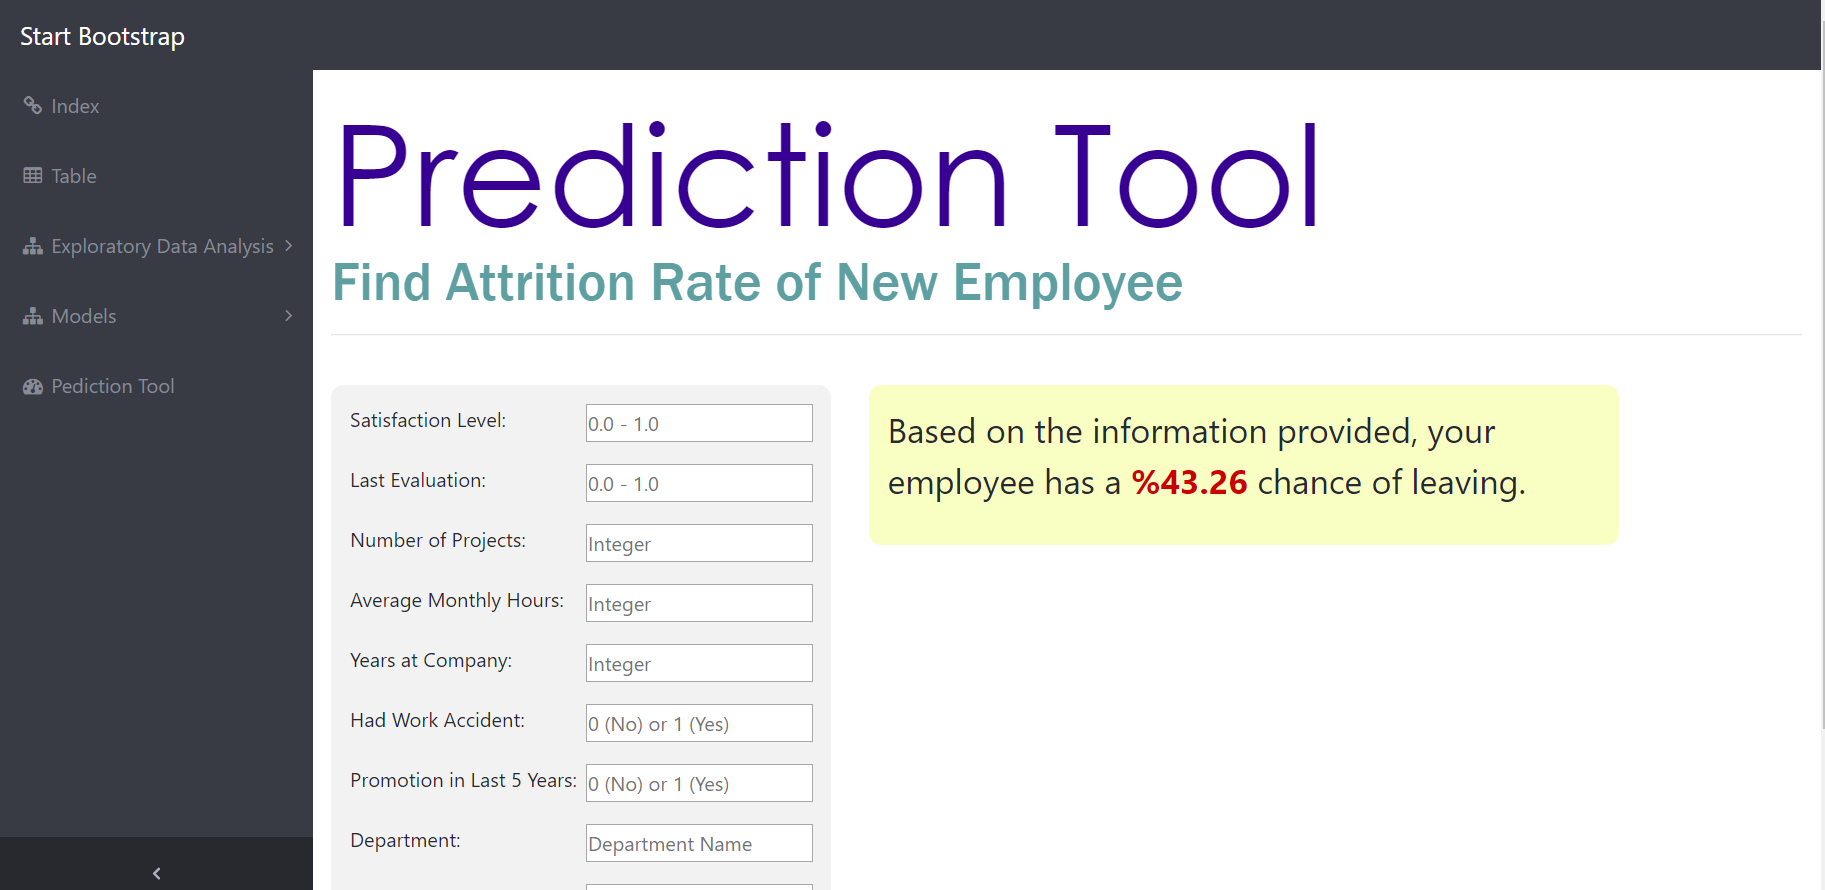 Start Bootstrap
Index
Table
Exploratory Data Analysis
Models
Pediction Tool
Prediction Tool
Find Attrition Rate of New Employee
Satisfaction Level: 0.0 - 1.0
Last Evaluation: 0.0 - 1.0
Number of Projects: Integer
Average Monthly Hours: Integer
Years at Company: Integer
Had Work Accident: 0 (No) or 1 (Yes)
Promotion in Last 5 Years: 0 (No) or 1 (Yes)
Department: Department Name
Based on the information provided, your
employee has a %43.26 chance of leaving.